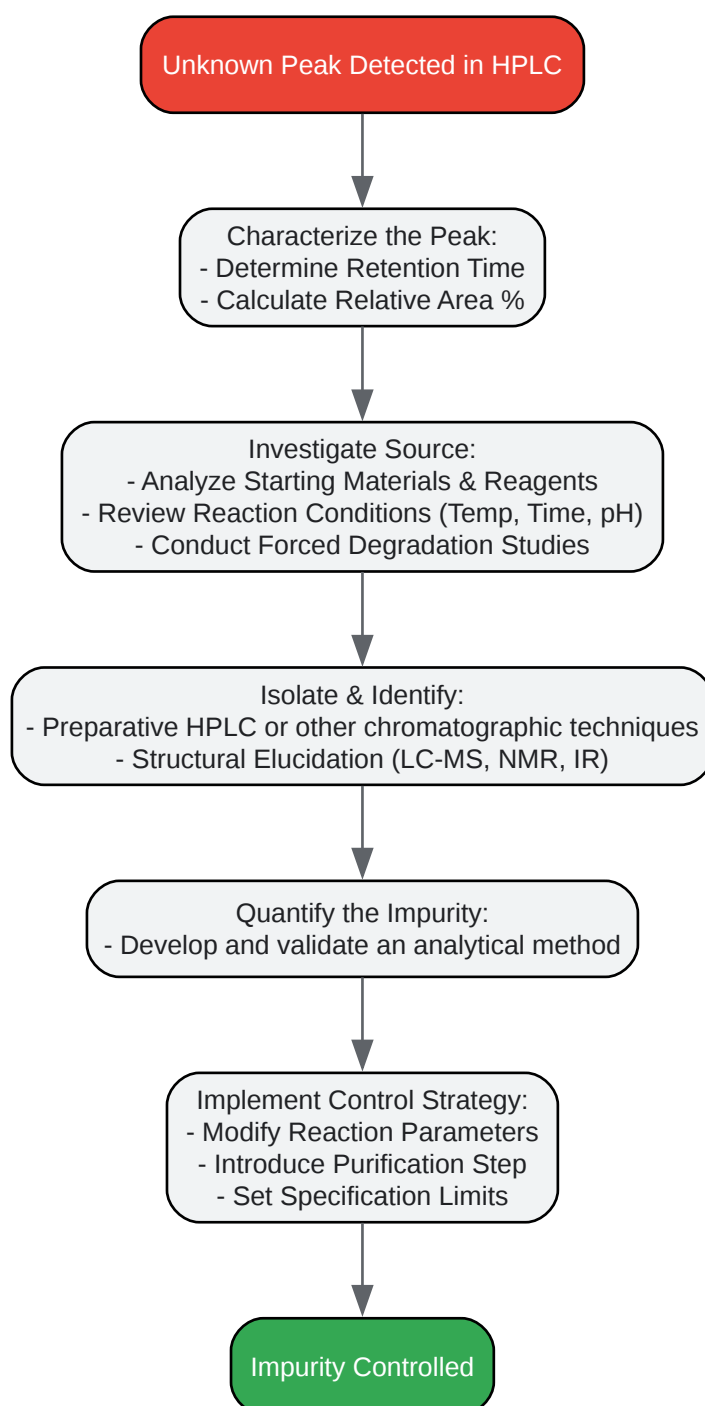 Unknown Peak Detected in HPLC
Characterize the Peak:
- Determine Retention Time
- Calculate Relative Area %
Investigate Source:
- Analyze Starting Materials & Reagents
- Review Reaction Conditions (Temp, Time, pH)
- Conduct Forced Degradation Studies
Isolate & Identify:
- Preparative HPLC or other chromatographic techniques
- Structural Elucidation (LC-MS, NMR, IR)
Quantify the Impurity:
- Develop and validate an analytical method
Implement Control Strategy:
- Modify Reaction Parameters
- Introduce Purification Step
- Set Specification Limits
Impurity Controlled